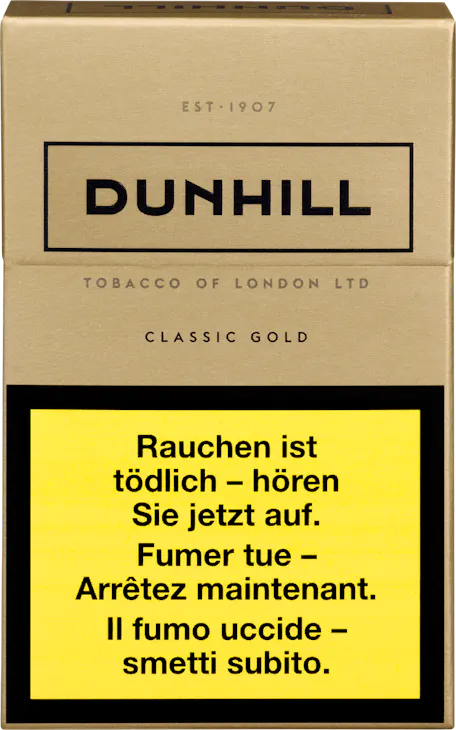 DUNHILL
EST·1907
DUNHILL
TOBACCO OF LONDON LTD
CLASSIC GOLD
Rauchen ist
tödlich – hören
Sie jetzt auf.
Fumer tue –
Arrêtez maintenant.
Il fumo uccide –
smetti subito.